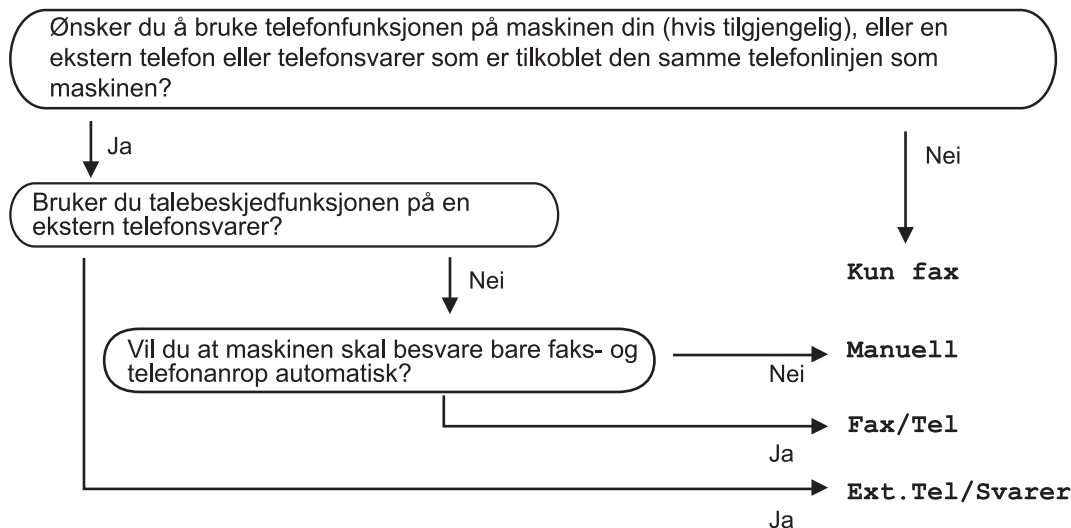 Ønsker du å bruke telefonfunksjonen på maskinen din (hvis tilgjengelig), eller en
ekstern telefon eller telefonsvarer som er tilkoblet den samme telefonlinjen som
maskinen?
Ja
Nei
Bruker du talebeskjedfunksjonen på en
ekstern telefonsvarer?
Kun fax
Nei
Vil du at maskinen skal besvare bare faks- og
telefonanrop automatisk?
Manuell
Nei
Fax/Tel
Ja
Ext.Tel/Svarer
Ja